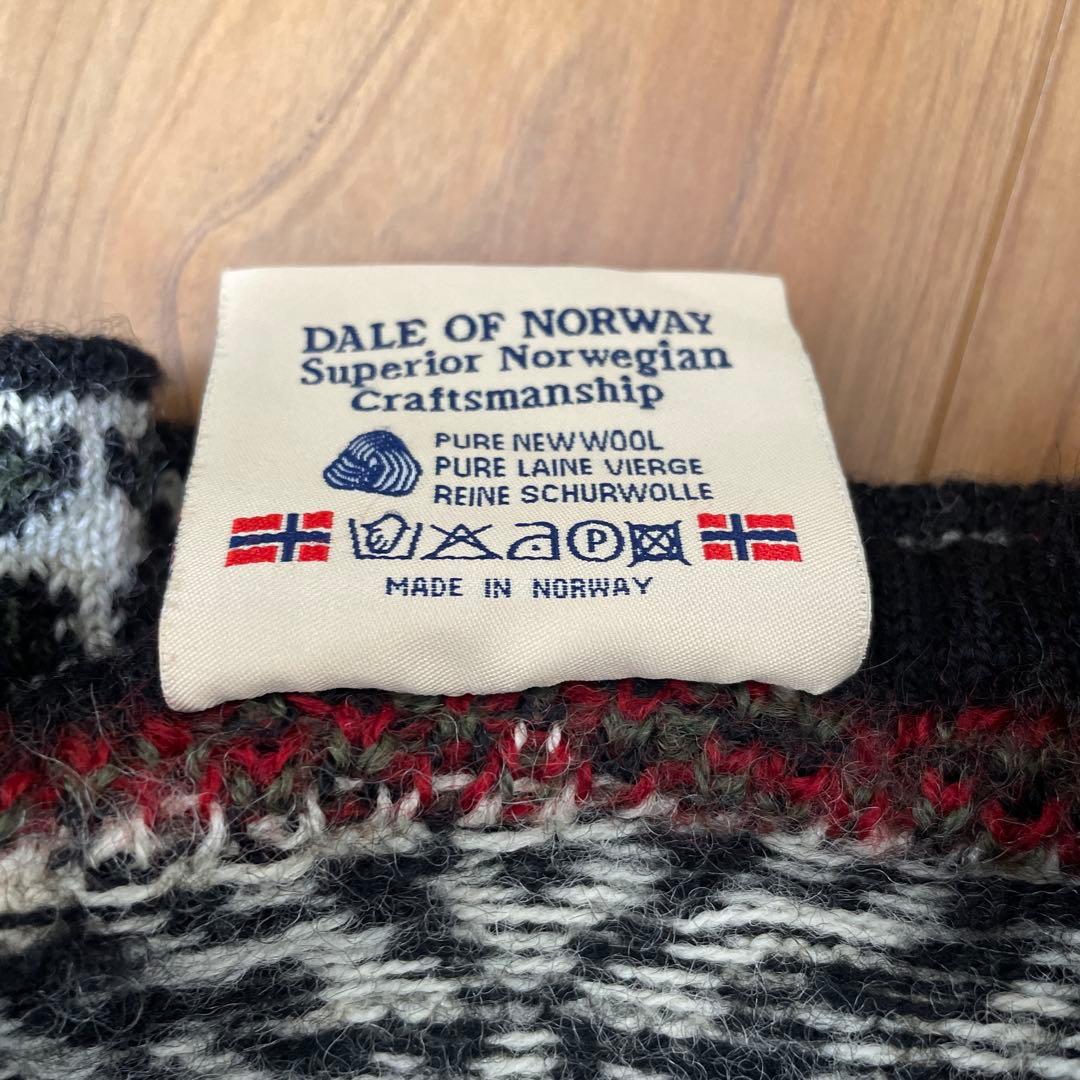 DALE OF NORWAY
Superior Norwegian
Craftsmanship
PURE NEW WOOL
PURE LAINE VIERGE
REINE SCHURWOLLE
P
MADE IN NORWAY